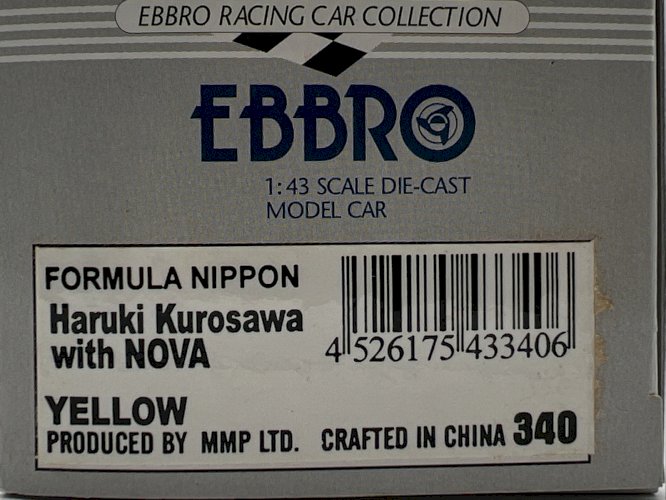 EBBRO RACING CAR COLLECTION
EBBRO
1:43 SCALE DIE-CAST
MODEL CAR
FORMULA NIPPON
Haruki Kurosawa
with NOVA
4 526175 433406
YELLOW
PRODUCED BY MMP LTD. CRAFTED IN CHINA 340